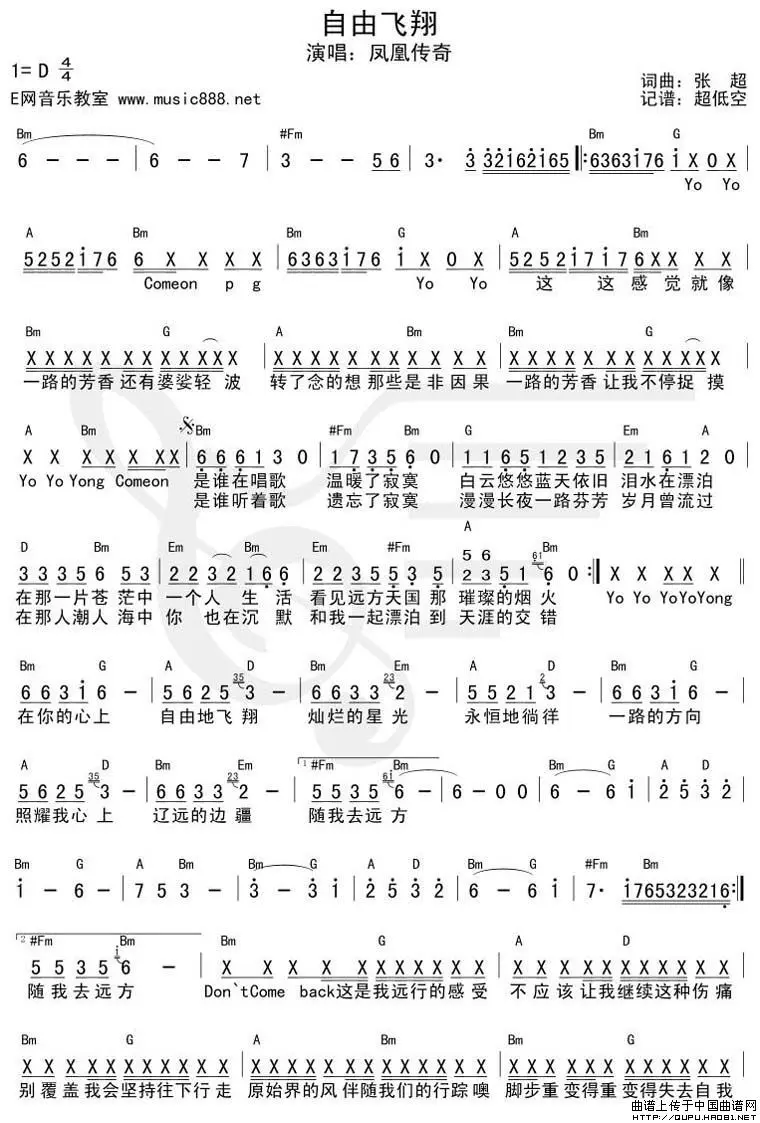 自由飞翔
演唱：凤凰传奇
1= D 4/4
词曲：张 超
E网音乐教室 www.music888.net
记谱：超低空
Bm #Fm Bm G
6 - - - | 6 - - 7 | 3 - - 5 6 | 3· 3 3 2 1 6 2 1 6 5 ‖: 6 3 6 3 i 7 6 i X 0 X |
Yo Yo
A Bm Bm G A Bm
5 2 5 2 i 7 6 6 X X X X | 6 3 6 3 i 7 6 i X 0 X | 5 2 5 2 i 7 i 7 6 X X X X |
Comeon p g Yo Yo 这 这 感 觉 就 像
Bm G A Bm Bm G
X X X X X X X X X X X X | X X X X X X X X X X | X X X X X X X X X X X X
一路的芳香还有婆娑轻 波 转了念的想 那些是非因果 一路的芳香让我不停捉 摸
A Bm Bm #Fm G Em A
X X X X X X | 6 6 6 1 3 0 | 1 7 3 5 6 0 | 1 1 6 5 1 2 3 5 | 2 1 6 1 2 0 |
Yo Yo Yong Comeon 是谁在唱歌 温暖了寂寞 白云悠悠蓝天依旧 泪水在漂泊
是谁听着歌 遗忘了寂寞 漫漫长夜一路芬芳 岁月曾流过
D Bm Em Bm Em #Fm A Bm
3 3 3 5 6 5 3 | 2 2 3 2 1 6 6 | 2 2 3 5 5 5 | 5 6 2 2 5 1 61 6 0 :‖ X X X X X ‖
在那一片苍 茫中 一个人 生 活 看见远方天国 那 璀璨的烟 火 Yo Yo YoYoYong
在那人潮人 海中 你 也在沉 默 和我一起漂泊 到 天涯的交 错
Bm G A D Bm Em A D Bm G
6 6 3 i 6 - | 5 6 2 5 35 3 - | 6 6 3 3 23 2 - | 5 5 2 1 2 3 - | 6 6 3 i 6 - |
在你的心上 自由地飞 翔 灿烂的星 光 永恒地徜徉 一路的方向
A D Bm Em 1 #Fm Bm Bm G A D
5 6 2 5 35 3 - | 6 6 3 3 23 2 - | 5 5 3 5 6i 6 - | 6 - 0 0 | 6 - | 6 - 6 i | 2 5 3 2 |
照耀我心上 辽远的边 疆 随我去远方
Bm G A Bm Bm G A D Em G #Fm Bm
i - 6 - | 7 5 3 - | 3 - 3 i | 2 5 3 2 | 6 - 6 i | 7· i 7 6 5 3 2 3 2 1 6 :‖
2 #Fm Bm Bm G A D
5 5 3 5 i 6 - | X X X X X X X X X X | X X X X X X X X X X |
随 我 去 远 方 Don`tCome back这是我远行的感受 不应该让我继续这种伤痛
Bm G A Bm Bm G
X X X X X X X X X X | X X X X X X X X X X X X | X X X X X X X X X X
别覆盖我会坚持往下行走 原始界的风伴随我们的行踪噢 脚步重 变得重 变得失去自我
曲谱上传于中国曲谱网
http://QUPU.HAO81.NET